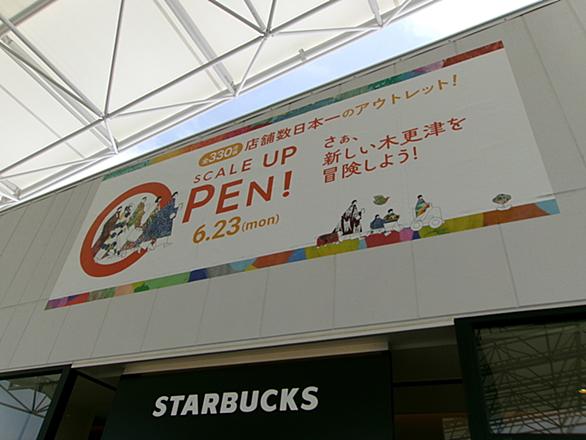 全330店舗 店舗数日本一のアウトレット！
SCALE UP
OPEN!
6.23(mon)
さぁ、
新しい木更津を
冒険しよう！
STARBUCKS